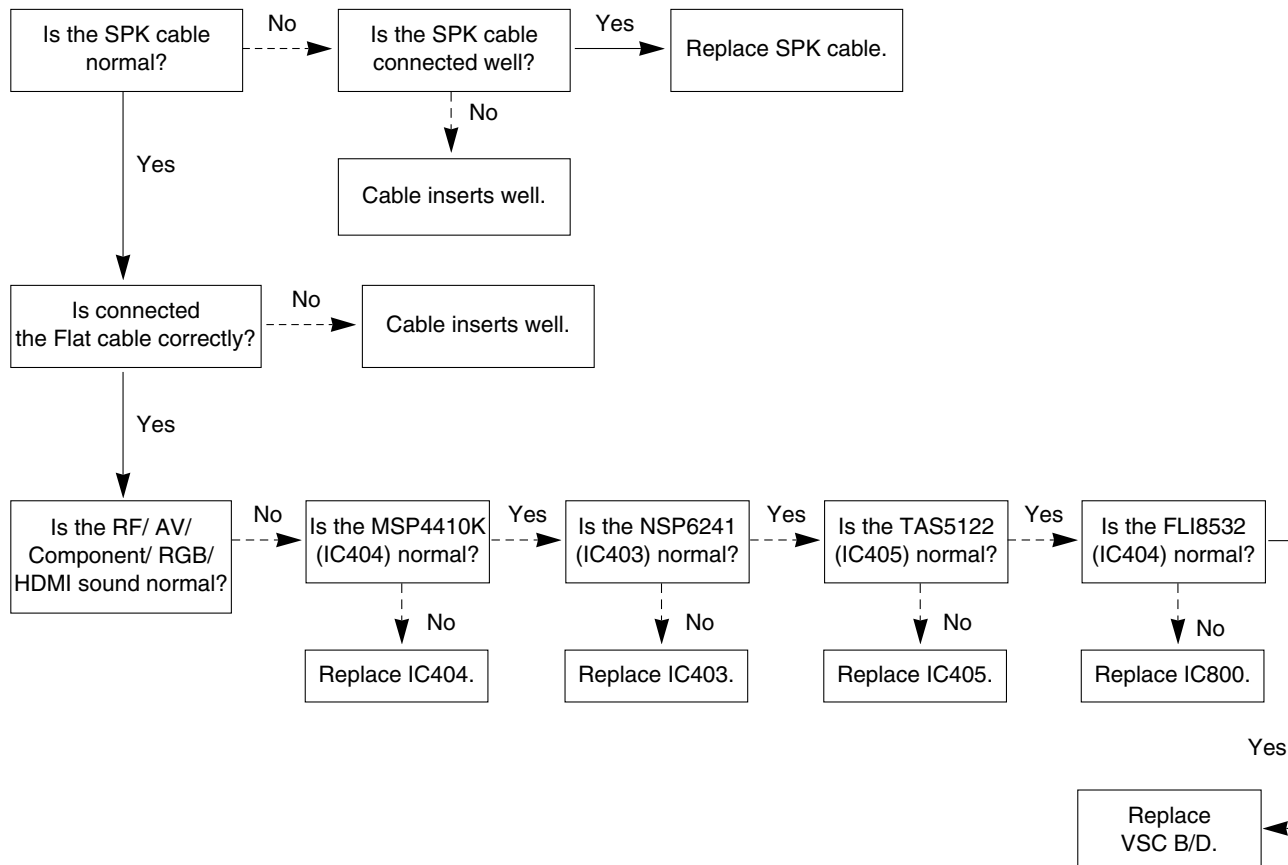 Is the SPK cable
normal?
No
Is the SPK cable
connected well?
Yes
Replace SPK cable.
No
Cable inserts well.
Yes
Is connected
the Flat cable correctly?
No
Cable inserts well.
Yes
Is the RF/ AV/
Component/ RGB/
HDMI sound normal?
No
Is the MSP4410K
(IC404) normal?
Yes
Is the NSP6241
(IC403) normal?
Yes
Is the TAS5122
(IC405) normal?
Yes
Is the FLI8532
(IC404) normal?
No
Replace IC404.
No
Replace IC403.
No
Replace IC405.
No
Replace IC800.
Yes
Replace
VSC B/D.